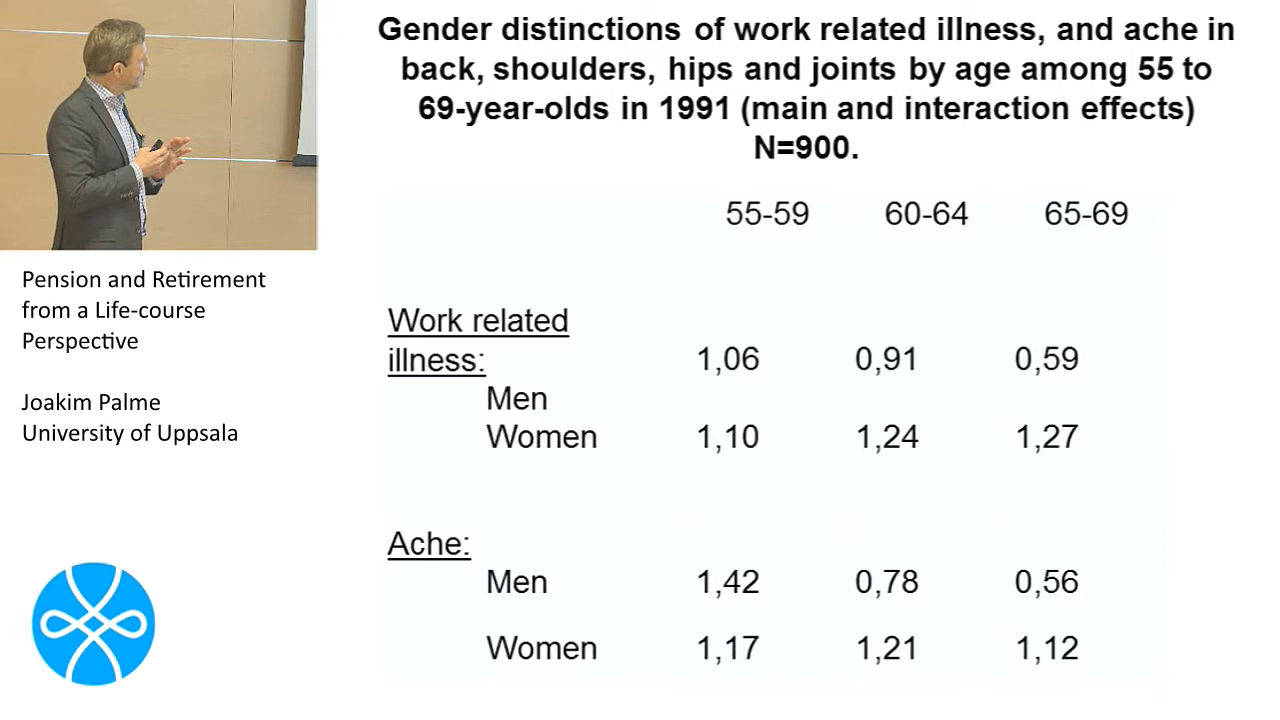 Gender distinctions of work related illness, and ache in
back, shoulders, hips and joints by age among 55 to
69-year-olds in 1991 (main and interaction effects)
N=900.
Pension and Retirement
from a Life-course
Perspective
Joakim Palme
University of Uppsala
55-59 60-64 65-69
Work related
illness: 1,06 0,91 0,59
Men
Women 1,10 1,24 1,27
Ache:
Men 1,42 0,78 0,56
Women 1,17 1,21 1,12